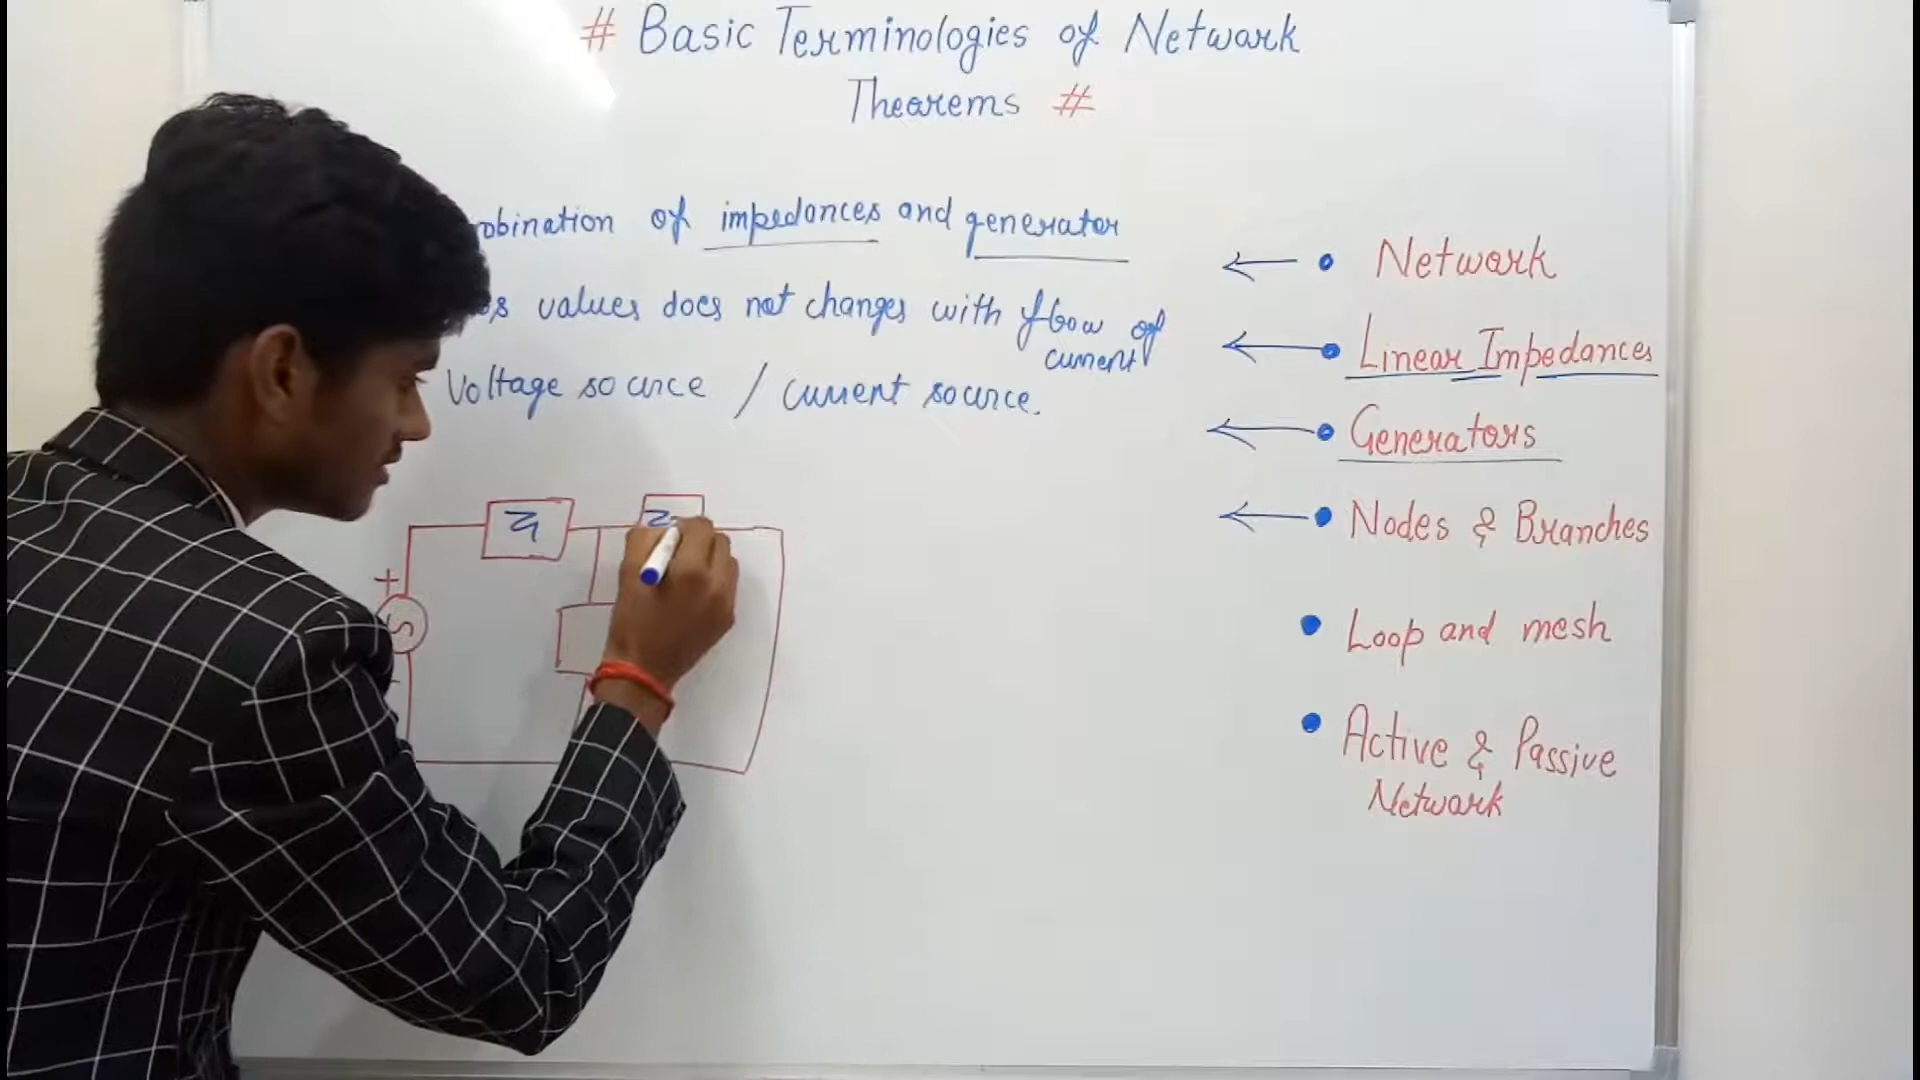 # Basic Terminologies of Network
Theorems #
of impedances and generator
values does not changes with flow of
current
Voltage source / current source.
Network
Linear Impedances
Generators
Nodes & Branches
Loop and mesh
Active & Passive
Network
Z1
+